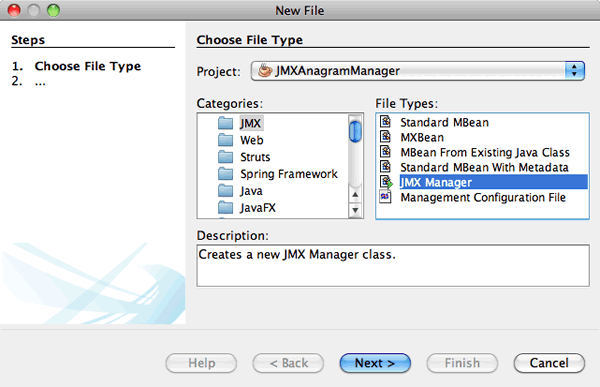 New File
Steps
1. Choose File Type
2. ...
Choose File Type
Project: JMXAnagramManager
Categories:
JMX
Web
Struts
Spring Framework
Java
JavaFX
File Types:
Standard MBean
MXBean
MBean From Existing Java Class
Standard MBean With Metadata
JMX Manager
Management Configuration File
Description:
Creates a new JMX Manager class.
Help < Back Next > Finish Cancel